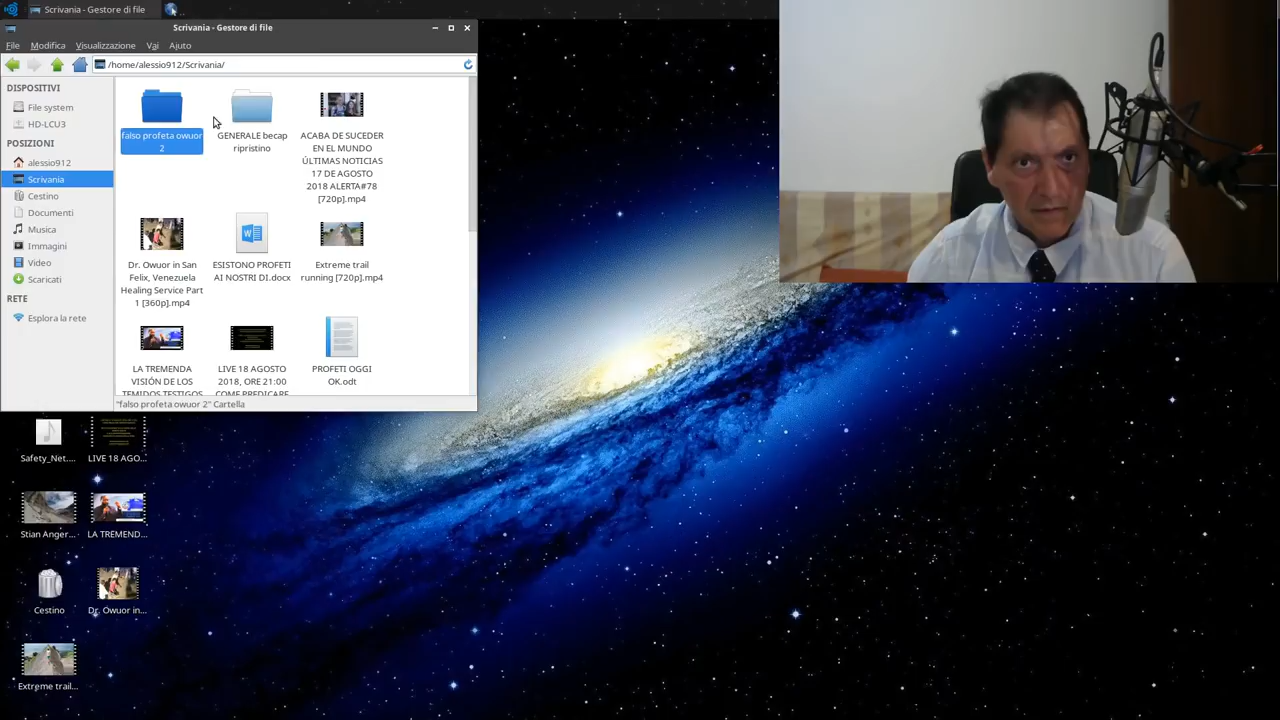 Scrivania - Gestore di file
Scrivania - Gestore di file
File Modifica Visualizzazione Vai Ajuto
/home/alessio912/Scrivania/
DISPOSITIVI
File system
HD-LCU3
POSIZIONI
alessio912
Scrivania
Cestino
Documenti
Musica
Immagini
Video
Scaricati
RETE
Esplora la rete
falso profeta owuor
2
GENERALE becap
ripristino
ACABA DE SUCEDER
EN EL MUNDO
ÚLTIMAS NOTICIAS
17 DE AGOSTO
2018 ALERTA#78
[720p].mp4
Dr. Owuor in San
Felix, Venezuela
Healing Service Part
1 [360p].mp4
ESISTONO PROFETI
AI NOSTRI DI.docx
Extreme trail
running [720p].mp4
LA TREMENDA
VISIÓN DE LOS
TEMIDOS TESTIGOS
LIVE 18 AGOSTO
2018, ORE 21:00
COME PREDICARE
PROFETI OGGI
OK.odt
"falso profeta owuor 2" Cartella
Safety_Net....
LIVE 18 AGO...
Stian Anger...
LA TREMEND...
Cestino
Dr. Owuor in...
Extreme trail...